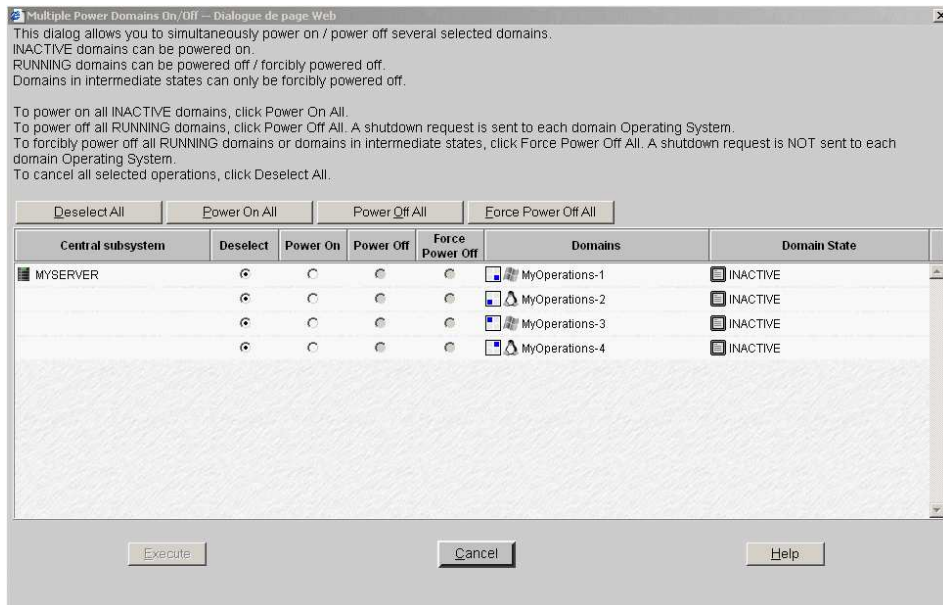 Multiple Power Domains On/Off -- Dialogue de page Web
This dialog allows you to simultaneously power on / power off several selected domains.
INACTIVE domains can be powered on.
RUNNING domains can be powered off / forcibly powered off.
Domains in intermediate states can only be forcibly powered off.
To power on all INACTIVE domains, click Power On All.
To power off all RUNNING domains, click Power Off All. A shutdown request is sent to each domain Operating System.
To forcibly power off all RUNNING domains or domains in intermediate states, click Force Power Off All. A shutdown request is NOT sent to each
domain Operating System.
To cancel all selected operations, click Deselect All.
Deselect All Power On All Power Off All Force Power Off All
Central subsystem Deselect Power On Power Off Force Power Off Domains Domain State
MYSERVER MyOperations-1 INACTIVE
MyOperations-2 INACTIVE
MyOperations-3 INACTIVE
MyOperations-4 INACTIVE
Execute Cancel Help